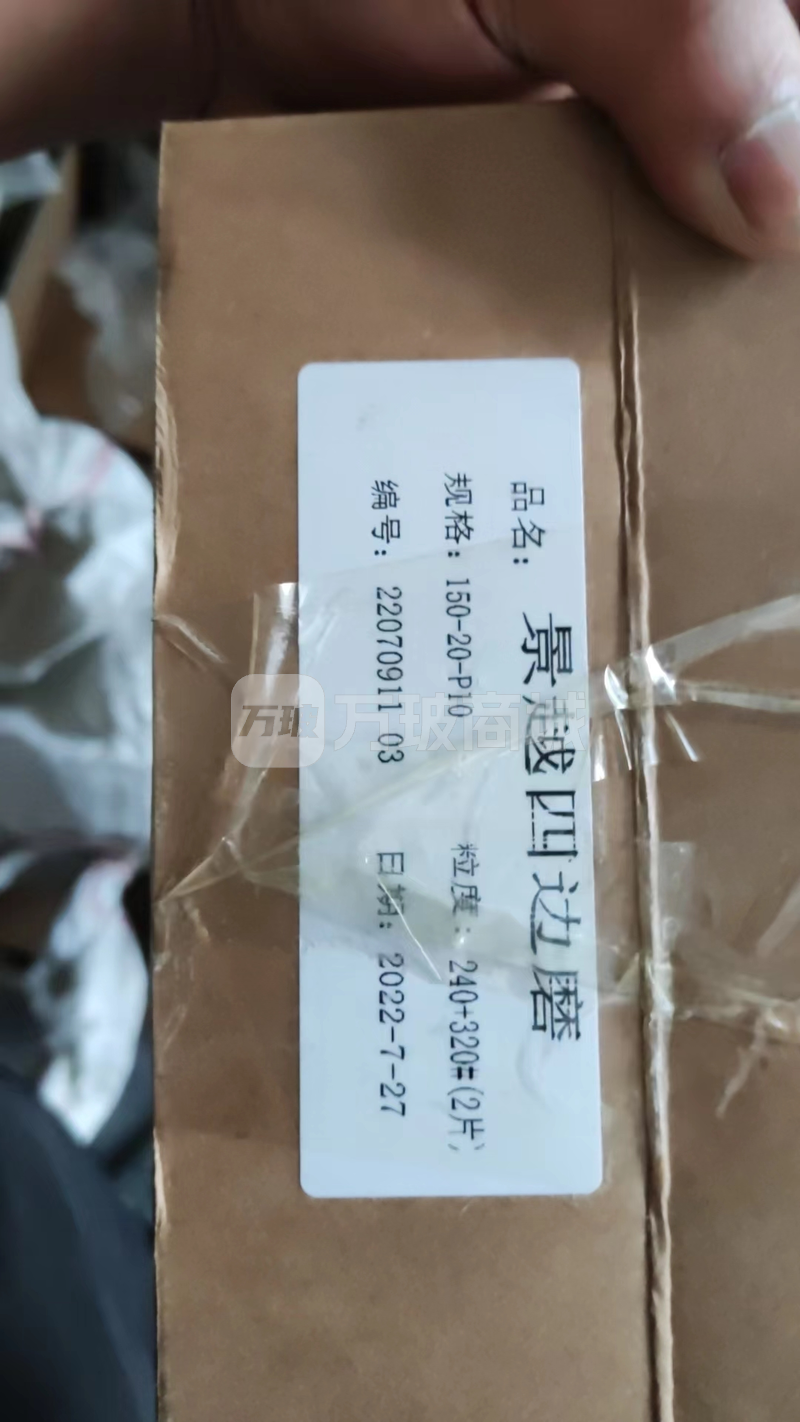 品名： 景越四边磨
规格：150-20-P10 粒度：240+320#(2片)
编号：22070911 03 日期：2022-7-27
万玻 万玻商城